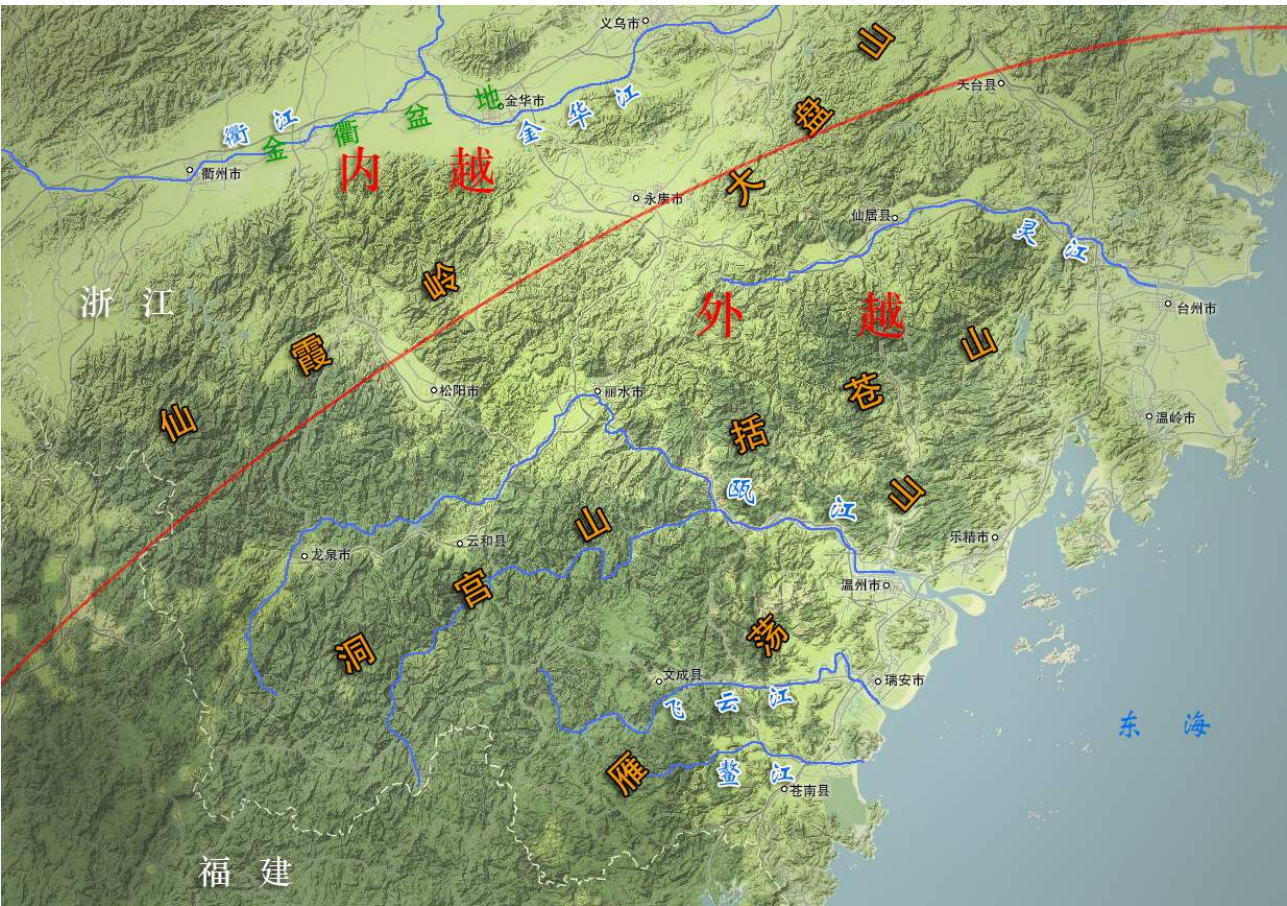 义乌市
天台县
金华市
金华江
衢江
金衢盆地
衢州市
内越
永康市
大盘山
仙居县
灵江
浙江
外越
台州市
仙霞岭
松阳市
丽水市
括苍山
温岭市
瓯江
龙泉市
云和县
洞宫山
乐精市
温州市
文成县
飞云江
瑞安市
雁荡山
东海
鳌江
苍南县
福建